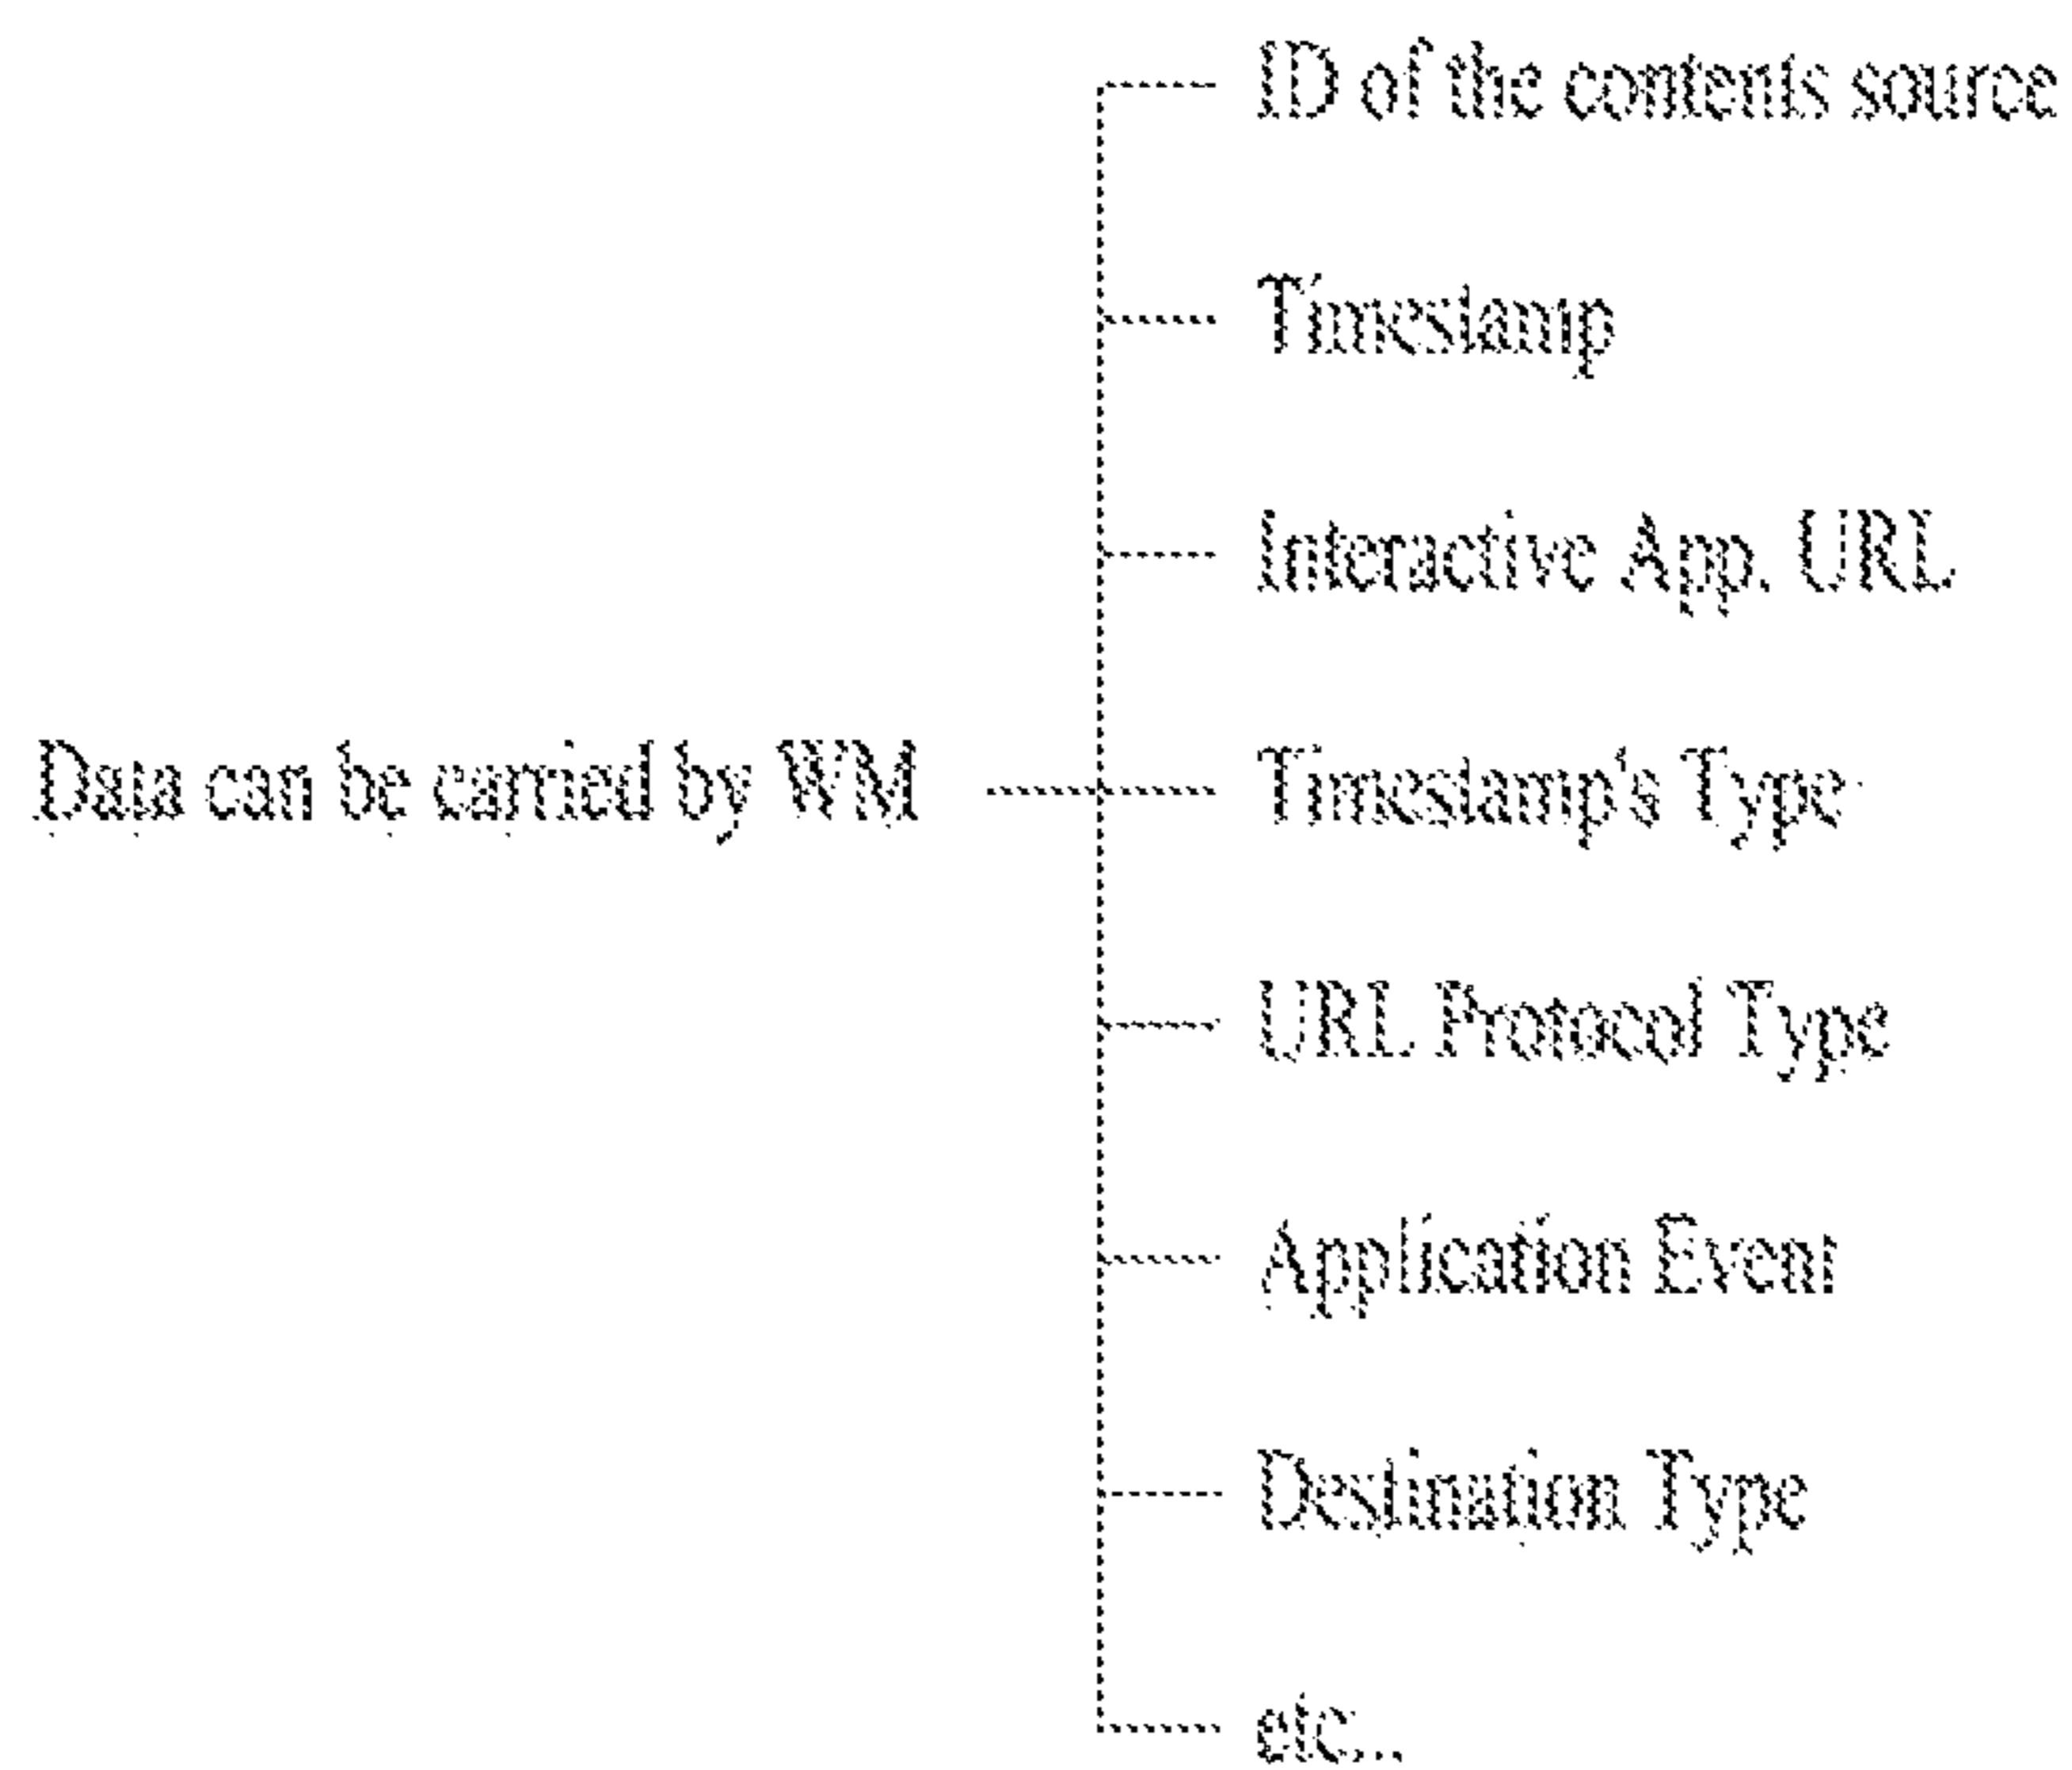 ID of the contents source
Timestamp
Interactive App. URL
Data can be carried by WM
Timestamp's Type
URL Protocol Type
Application Event
Destination Type
etc...